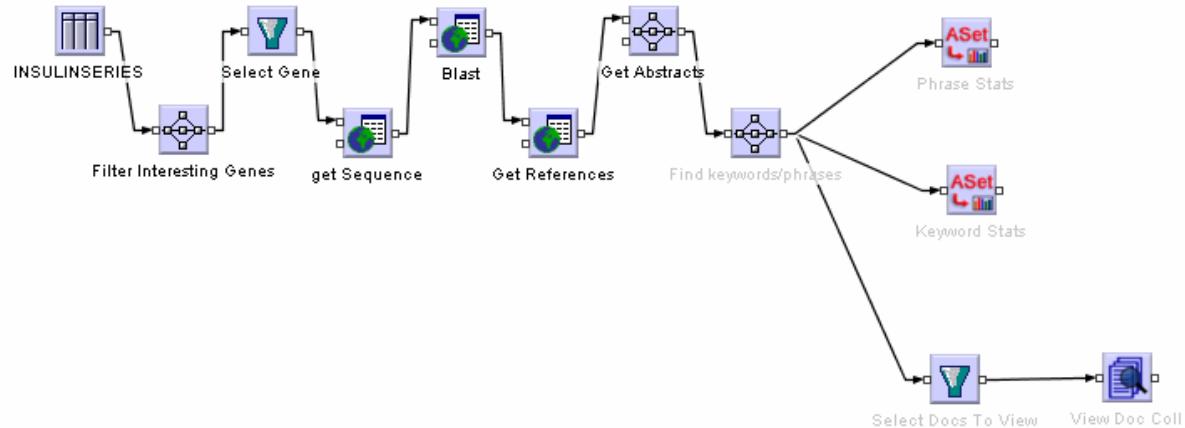 INSULINSERIES
Filter Interesting Genes
Select Gene
get Sequence
Blast
Get References
Get Abstracts
Find keywords/phrases
ASet
Phrase Stats
ASet
Keyword Stats
Select Docs To View
View Doc Coll